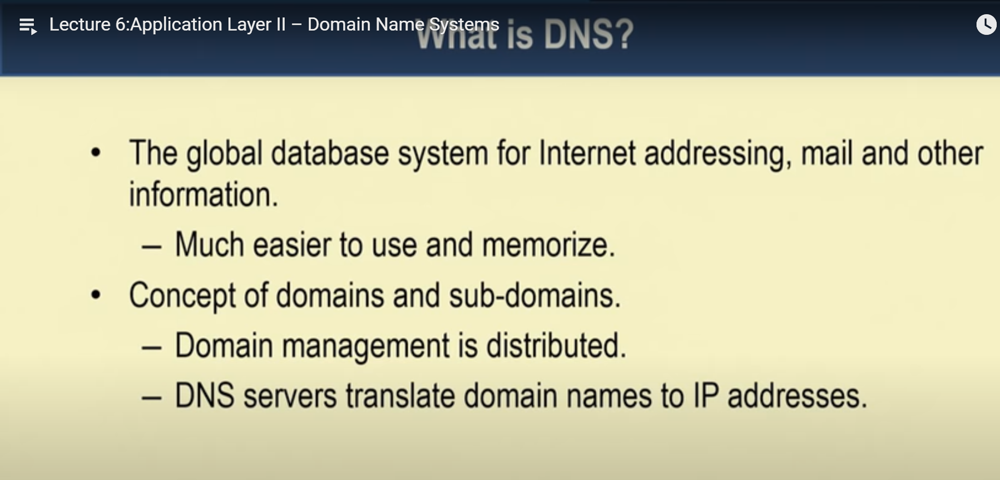 Lecture 6:Application Layer II – Domain Name Systems
What is DNS?
• The global database system for Internet addressing, mail and other
information.
– Much easier to use and memorize.
• Concept of domains and sub-domains.
– Domain management is distributed.
– DNS servers translate domain names to IP addresses.